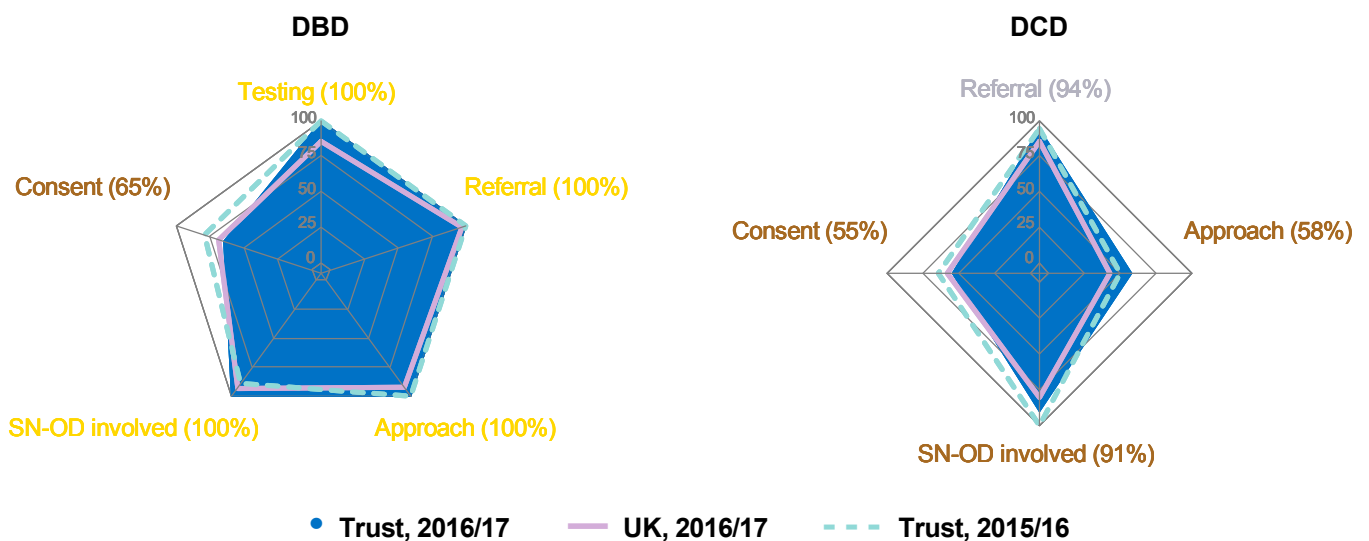 DBD
Testing (100%)
100
75
50
25
0
Consent (65%)
Referral (100%)
SN-OD involved (100%)
Approach (100%)
DCD
Referral (94%)
100
75
50
25
0
Consent (55%)
Approach (58%)
SN-OD involved (91%)
Trust, 2016/17
UK, 2016/17
Trust, 2015/16